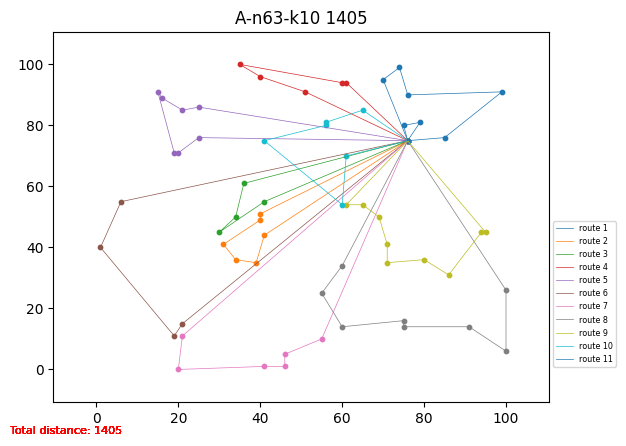 A-n63-k10 1405
100
80
60
40
20
0
0 20 40 60 80 100
route 1
route 2
route 3
route 4
route 5
route 6
route 7
route 8
route 9
route 10
route 11
Total distance: 1405